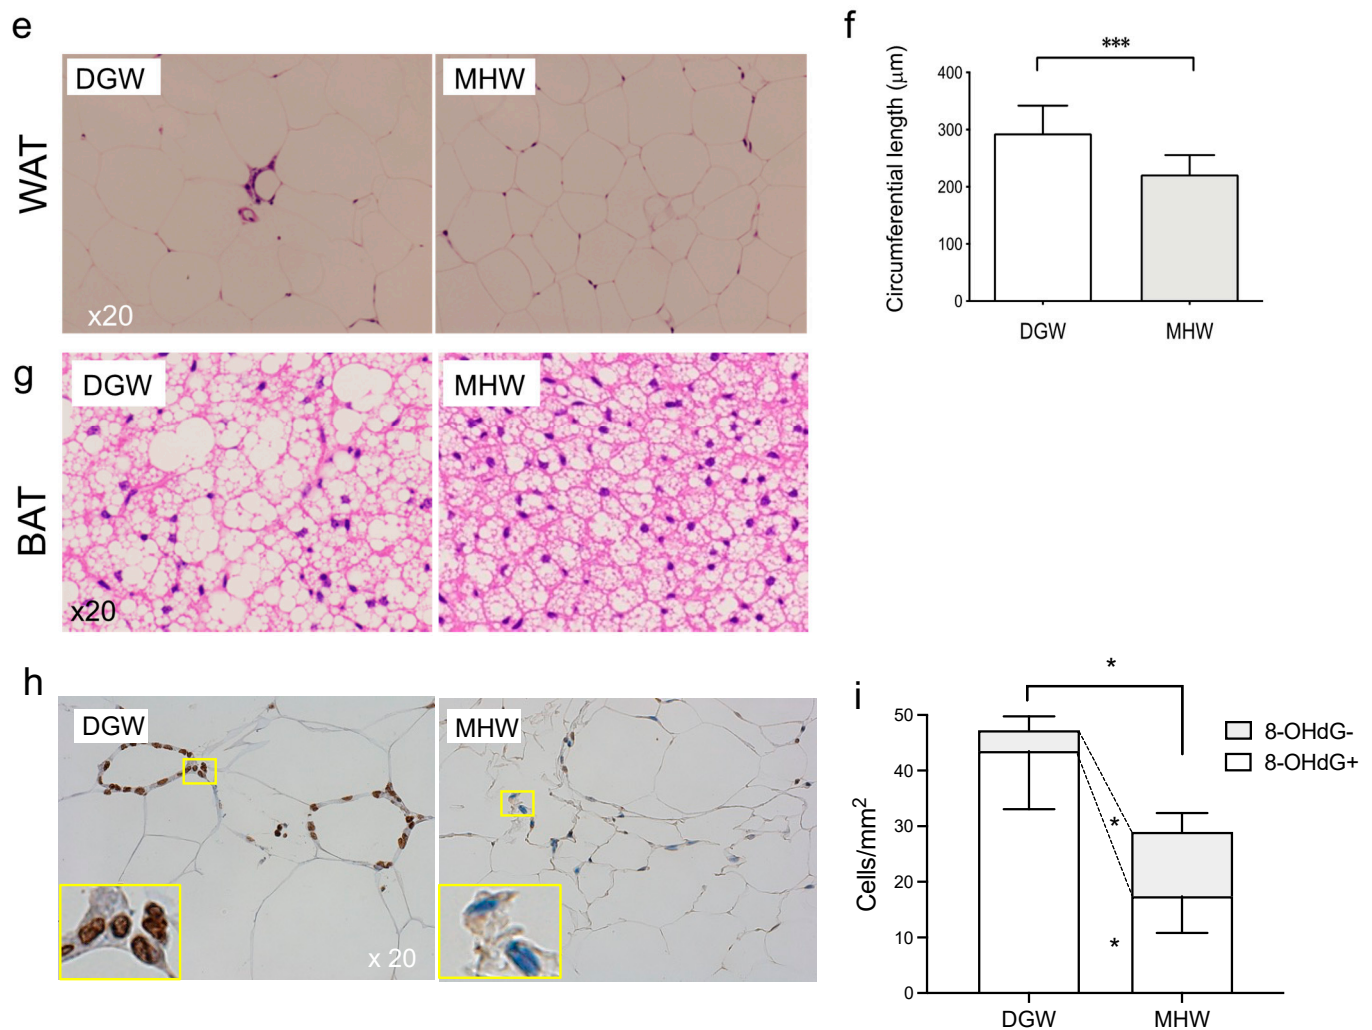 e
WAT
DGW
x20
MHW
f
Circumferential length (μm)
400
300
200
100
0
***
DGW
MHW
g
BAT
DGW
x20
MHW
h
DGW
x 20
MHW
i
Cells/mm²
50
40
30
20
10
0
*
*
*
8-OHdG-
8-OHdG+
DGW
MHW